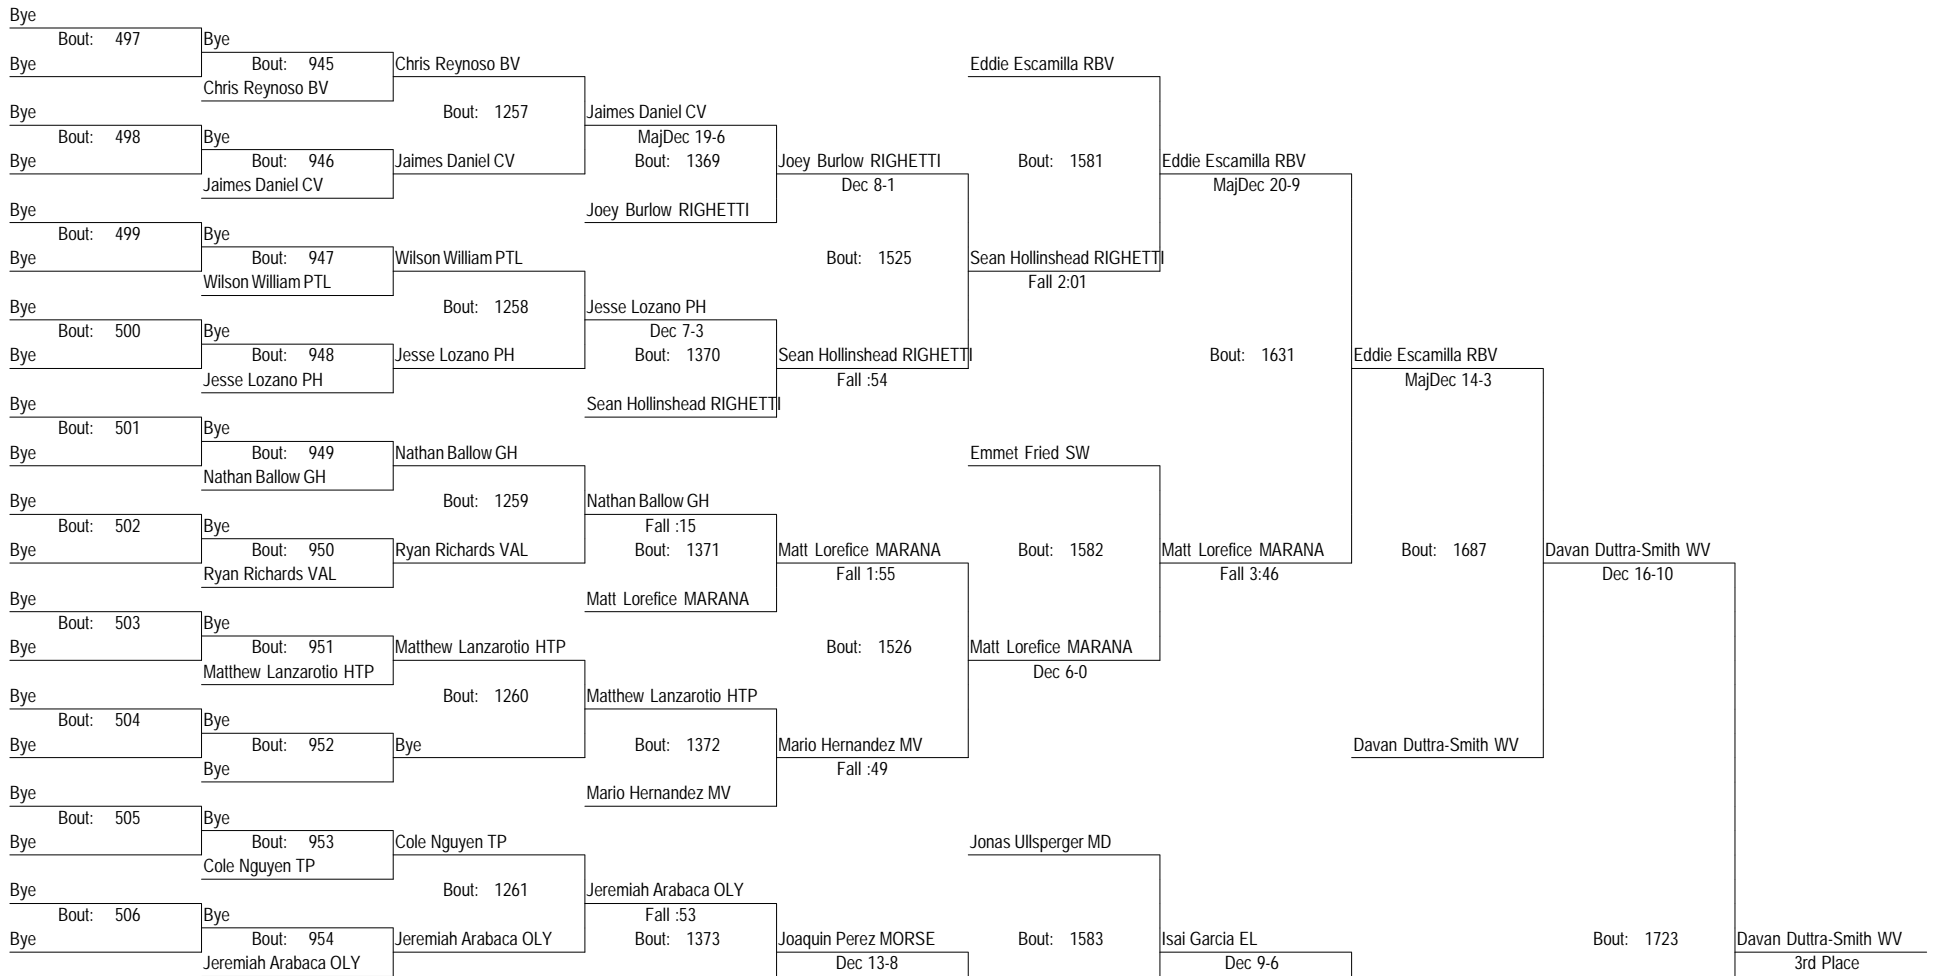 Bye
Bout: 497 Bye
Bye Bout: 945 Chris Reynoso BV Eddie Escamilla RBV
Chris Reynoso BV
Bye Bout: 1257 Jaimes Daniel CV
Bout: 498 Bye MajDec 19-6
Bye Bout: 946 Jaimes Daniel CV Bout: 1369 Joey Burlow RIGHETTI Bout: 1581 Eddie Escamilla RBV
Jaimes Daniel CV Dec 8-1 MajDec 20-9
Bye Joey Burlow RIGHETTI
Bout: 499 Bye
Bye Bout: 947 Wilson William PTL Bout: 1525 Sean Hollinshead RIGHETTI
Wilson William PTL Fall 2:01
Bye Bout: 1258 Jesse Lozano PH
Bout: 500 Bye Dec 7-3
Bye Bout: 948 Jesse Lozano PH Bout: 1370 Sean Hollinshead RIGHETTI Bout: 1631 Eddie Escamilla RBV
Jesse Lozano PH Fall :54 MajDec 14-3
Bye Sean Hollinshead RIGHETTI
Bout: 501 Bye
Bye Bout: 949 Nathan Ballow GH Emmet Fried SW
Nathan Ballow GH
Bye Bout: 1259 Nathan Ballow GH
Bout: 502 Bye Fall :15
Bye Bout: 950 Ryan Richards VAL Bout: 1371 Matt Lorefice MARANA Bout: 1582 Matt Lorefice MARANA Bout: 1687 Davan Duttra-Smith WV
Ryan Richards VAL Fall 1:55 Fall 3:46 Dec 16-10
Bye Matt Lorefice MARANA
Bout: 503 Bye
Bye Bout: 951 Matthew Lanzarotio HTP Bout: 1526 Matt Lorefice MARANA
Matthew Lanzarotio HTP Dec 6-0
Bye Bout: 1260 Matthew Lanzarotio HTP
Bout: 504 Bye
Bye Bout: 952 Bye Bout: 1372 Mario Hernandez MV Davan Duttra-Smith WV
Bye Fall :49
Bye Mario Hernandez MV
Bout: 505 Bye
Bye Bout: 953 Cole Nguyen TP Jonas Ullsperger MD
Cole Nguyen TP
Bye Bout: 1261 Jeremiah Arabaca OLY
Bout: 506 Bye Fall :53
Bye Bout: 954 Jeremiah Arabaca OLY Bout: 1373 Joaquin Perez MORSE Bout: 1583 Isai Garcia EL Bout: 1723 Davan Duttra-Smith WV
Jeremiah Arabaca OLY Dec 13-8 Dec 9-6 3rd Place